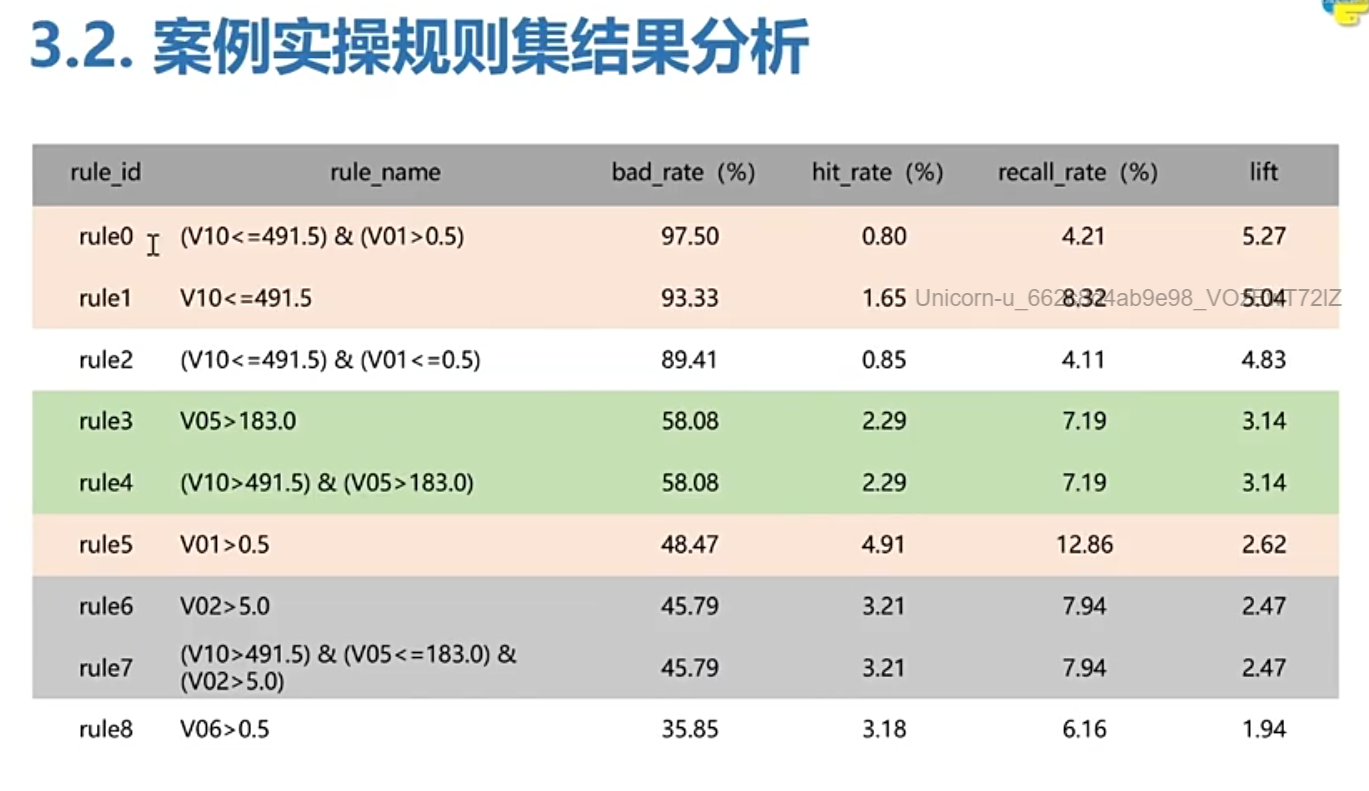 3.2. 案例实操规则集结果分析
rule_id rule_name bad_rate (%) hit_rate (%) recall_rate (%) lift
rule0 (V10<=491.5) & (V01>0.5) 97.50 0.80 4.21 5.27
rule1 V10<=491.5 93.33 1.65 8.32 5.04
rule2 (V10<=491.5) & (V01<=0.5) 89.41 0.85 4.11 4.83
rule3 V05>183.0 58.08 2.29 7.19 3.14
rule4 (V10>491.5) & (V05>183.0) 58.08 2.29 7.19 3.14
rule5 V01>0.5 48.47 4.91 12.86 2.62
rule6 V02>5.0 45.79 3.21 7.94 2.47
rule7 (V10>491.5) & (V05<=183.0) &
(V02>5.0) 45.79 3.21 7.94 2.47
rule8 V06>0.5 35.85 3.18 6.16 1.94